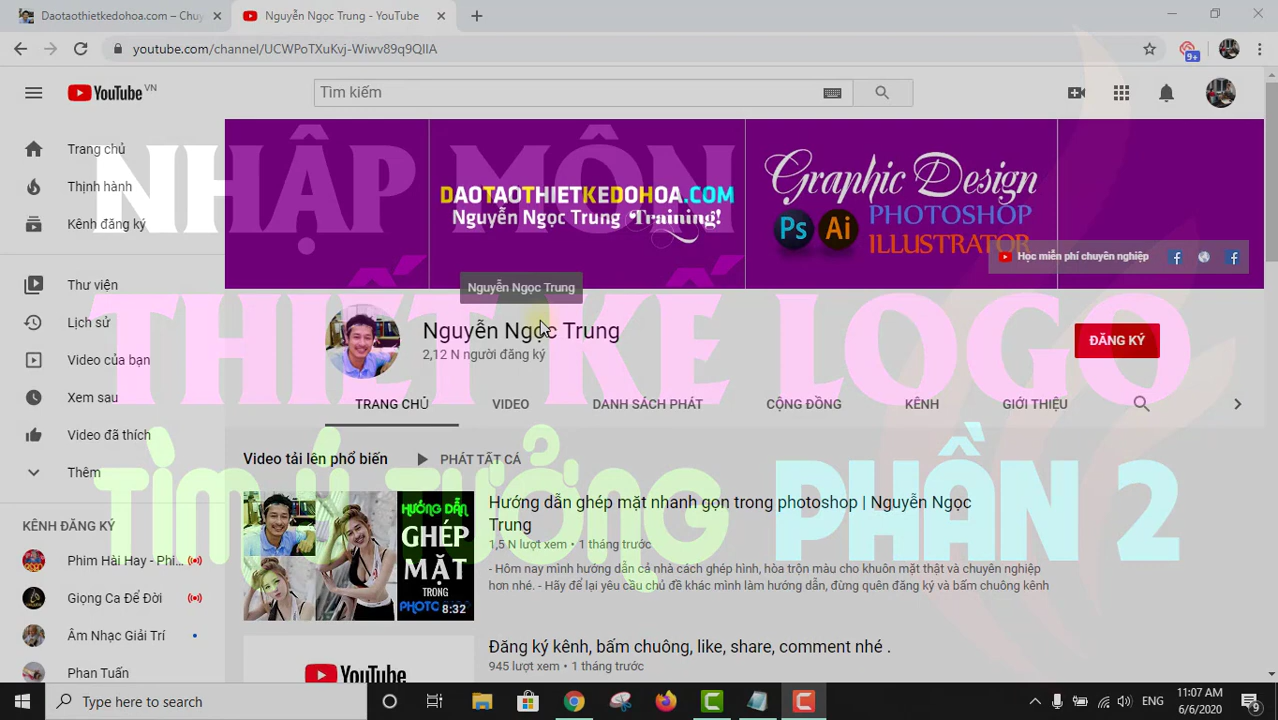 Daotaothietkedohoa.com – Chuy
Nguyễn Ngọc Trung - YouTube
youtube.com/channel/UCWPoTXuKvj-Wiwv89q9QIIA
9+
YouTube VN
Tìm kiếm
Trang chủ
Thịnh hành
Kênh đăng ký
Thư viện
Lịch sử
Video của bạn
Xem sau
Video đã thích
Thêm
KÊNH ĐĂNG KÝ
Phim Hài Hay - Phi...
Giọng Ca Để Đời
Âm Nhạc Giải Trí
Phan Tuấn
NHẬP MÔN
THIẾT KẾ LOGO
TÌM Ý TƯỞNG PHẦN 2
DAOTAOTHIETKEDOHOA.COM
Nguyễn Ngọc Trung Training!
Graphic Design
Ps Ai PHOTOSHOP
ILLUSTRATOR
Học miễn phí chuyên nghiệp
Nguyễn Ngọc Trung
Nguyễn Ngọc Trung
2,12 N người đăng ký
ĐĂNG KÝ
TRANG CHỦ VIDEO DANH SÁCH PHÁT CỘNG ĐỒNG KÊNH GIỚI THIỆU
Video tải lên phổ biến PHÁT TẤT CẢ
HƯỚNG DẪN
GHÉP
MẶT
TRONG
PHOTO
8:32
Hướng dẫn ghép mặt nhanh gọn trong photoshop | Nguyễn Ngọc
Trung
1,5 N lượt xem • 1 tháng trước
- Hôm nay mình hướng dẫn cả nhà cách ghép hình, hòa trộn màu cho khuôn mặt thật và chuyên nghiệp
hơn nhé. - Hãy để lại yêu cầu chủ đề khác mình làm hướng dẫn, đừng quên đăng ký và bấm chuông kênh
YouTube
Đăng ký kênh, bấm chuông, like, share, comment nhé .
945 lượt xem • 1 tháng trước
Type here to search
ENG
11:07 AM
6/6/2020
9